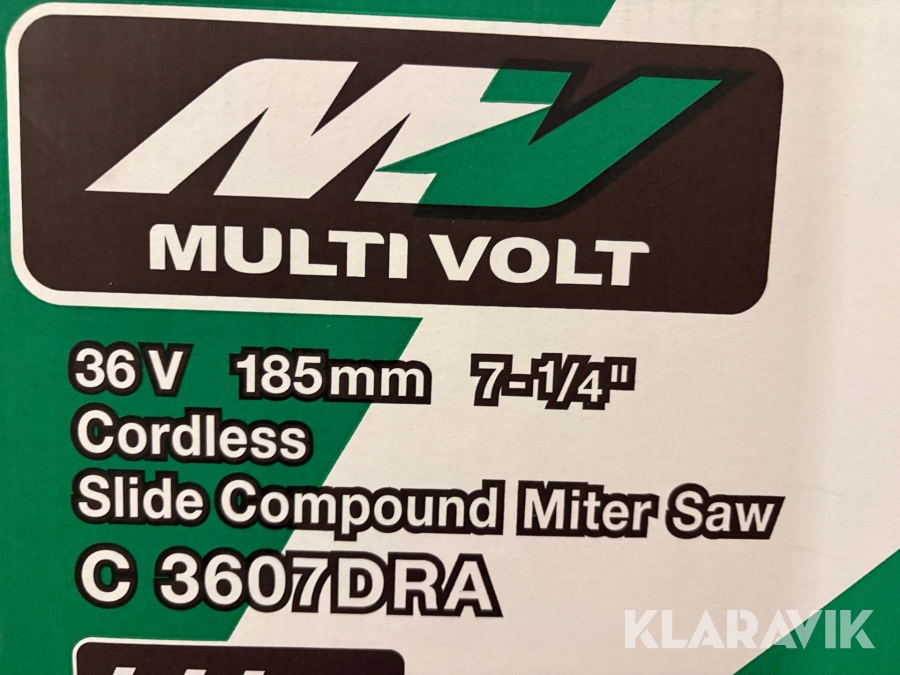 MV
MULTI VOLT
36V 185mm 7-1/4"
Cordless
Slide Compound Miter Saw
C 3607DRA
KLARAVIK